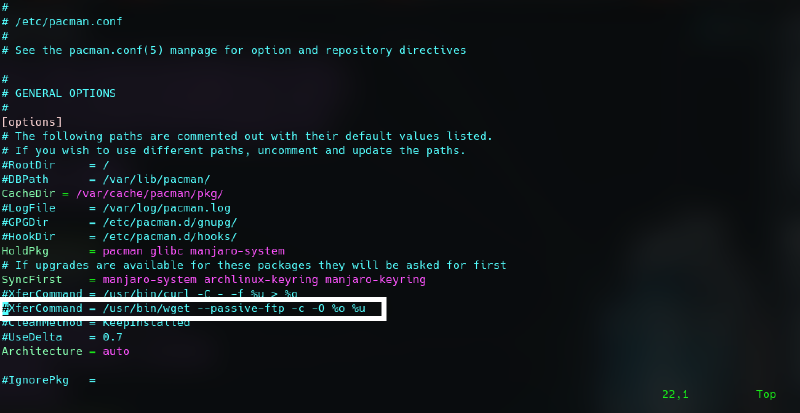 #
# /etc/pacman.conf
#
# See the pacman.conf(5) manpage for option and repository directives

#
# GENERAL OPTIONS
#
[options]
# The following paths are commented out with their default values listed.
# If you wish to use different paths, uncomment and update the paths.
#RootDir     = /
#DBPath      = /var/lib/pacman/
CacheDir = /var/cache/pacman/pkg/
#LogFile     = /var/log/pacman.log
#GPGDir      = /etc/pacman.d/gnupg/
#HookDir     = /etc/pacman.d/hooks/
HoldPkg      = pacman glibc manjaro-system
# If upgrades are available for these packages they will be asked for first
SyncFirst    = manjaro-system archlinux-keyring manjaro-keyring
#XferCommand = /usr/bin/curl -C - -f %u > %o
#XferCommand = /usr/bin/wget --passive-ftp -c -O %o %u
#CleanMethod = KeepInstalled
#UseDelta    = 0.7
Architecture = auto

#IgnorePkg   =
22,1          Top